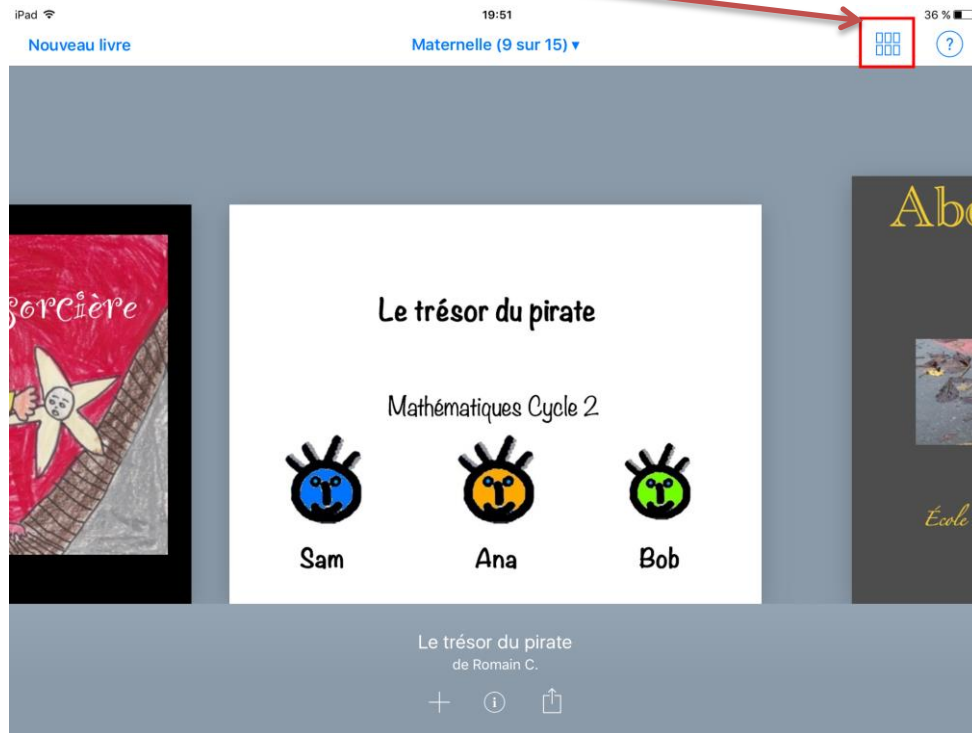 iPad 19:51 36 %
Nouveau livre Maternelle (9 sur 15) ▾ ?
sorcière
Le trésor du pirate
Mathématiques Cycle 2
Sam Ana Bob
École
Le trésor du pirate
de Romain C.